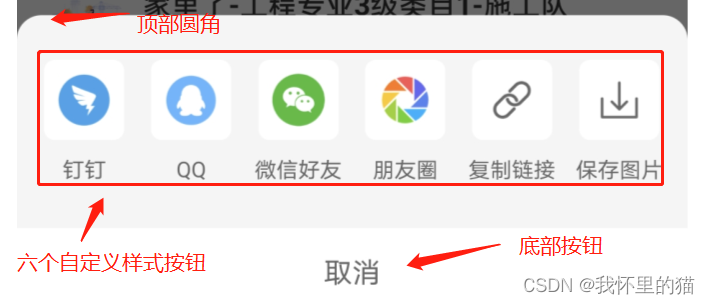 家里了-工程专业3级类目1-施工队
顶部圆角
钉钉
QQ
微信好友
朋友圈
复制链接
保存图片
六个自定义样式按钮
底部按钮
取消
CSDN @我怀里的猫